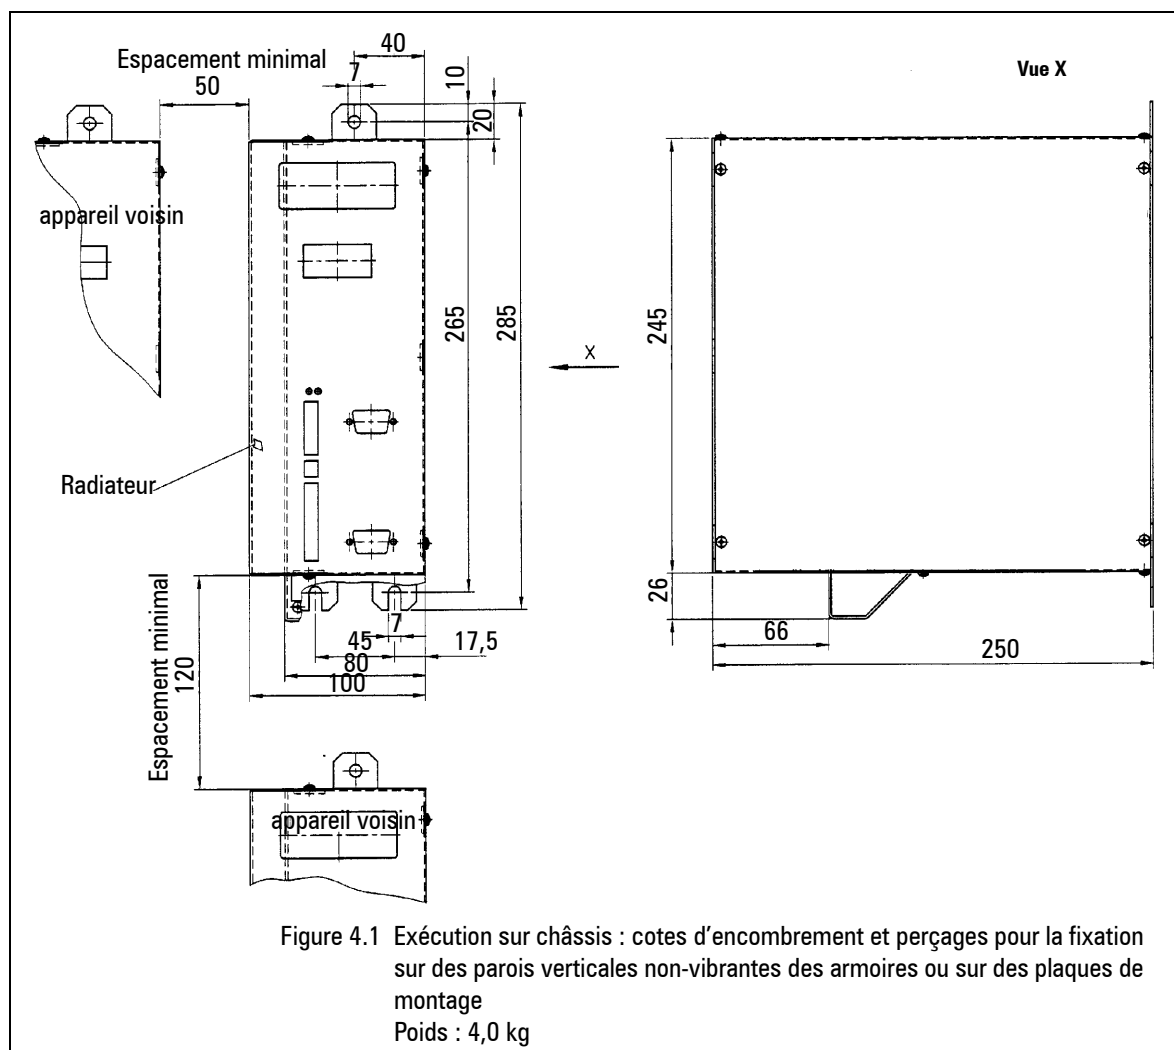 Espacement minimal
50
40
7
10
20
Vue X
appareil voisin
265
285
245
X
Radiateur
26
66
250
7
45
17,5
80
100
Espacement minimal
120
appareil voisin
Figure 4.1 Exécution sur châssis : cotes d'encombrement et perçages pour la fixation
sur des parois verticales non-vibrantes des armoires ou sur des plaques de
montage
Poids : 4,0 kg